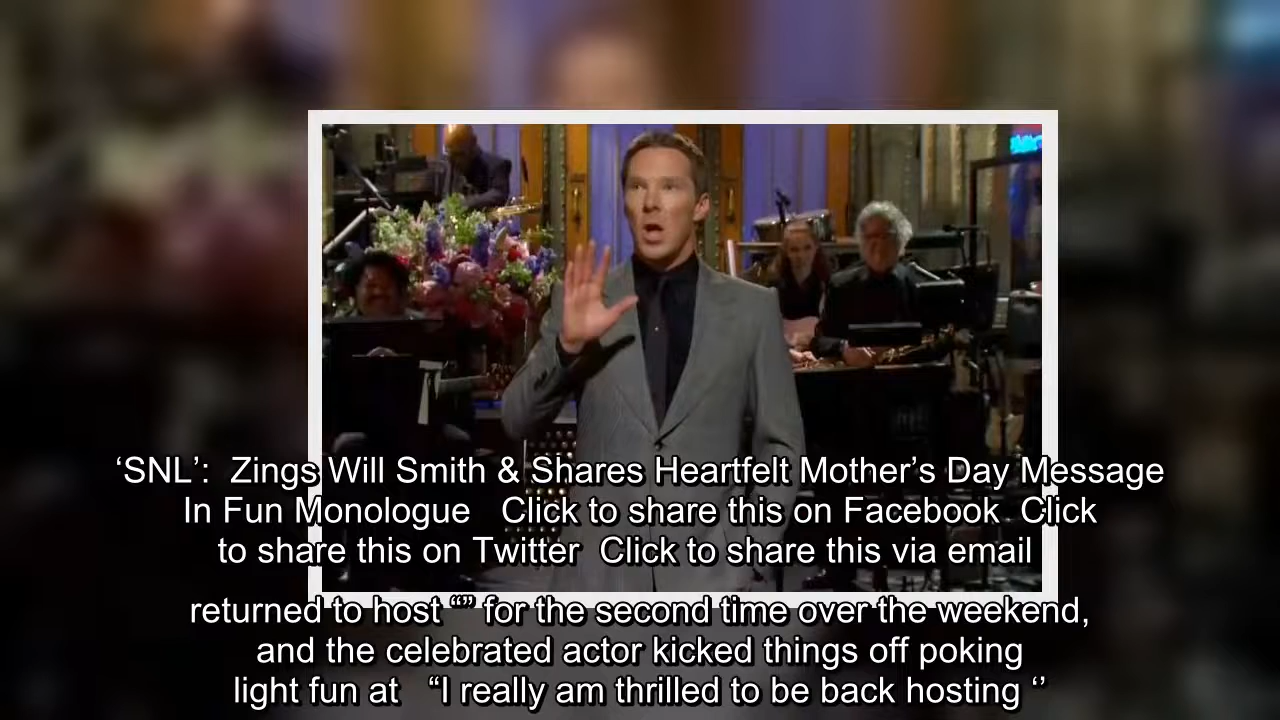 ‘SNL’:  Zings Will Smith & Shares Heartfelt Mother’s Day Message
In Fun Monologue   Click to share this on Facebook  Click
to share this on Twitter  Click to share this via email
returned to host “” for the second time over the weekend,
and the celebrated actor kicked things off poking
light fun at   “I really am thrilled to be back hosting ‘’